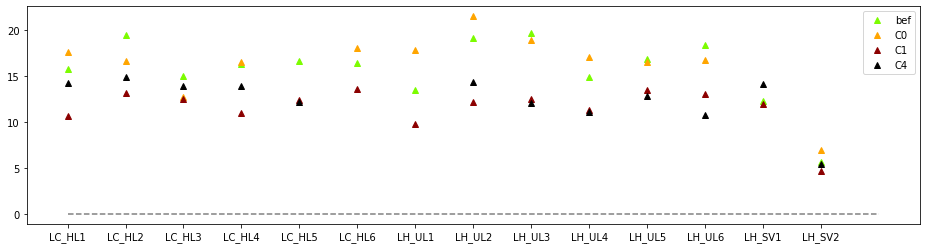 bef
C0
C1
C4
20
15
10
5
0
LC_HL1 LC_HL2 LC_HL3 LC_HL4 LC_HL5 LC_HL6 LH_UL1 LH_UL2 LH_UL3 LH_UL4 LH_UL5 LH_UL6 LH_SV1 LH_SV2